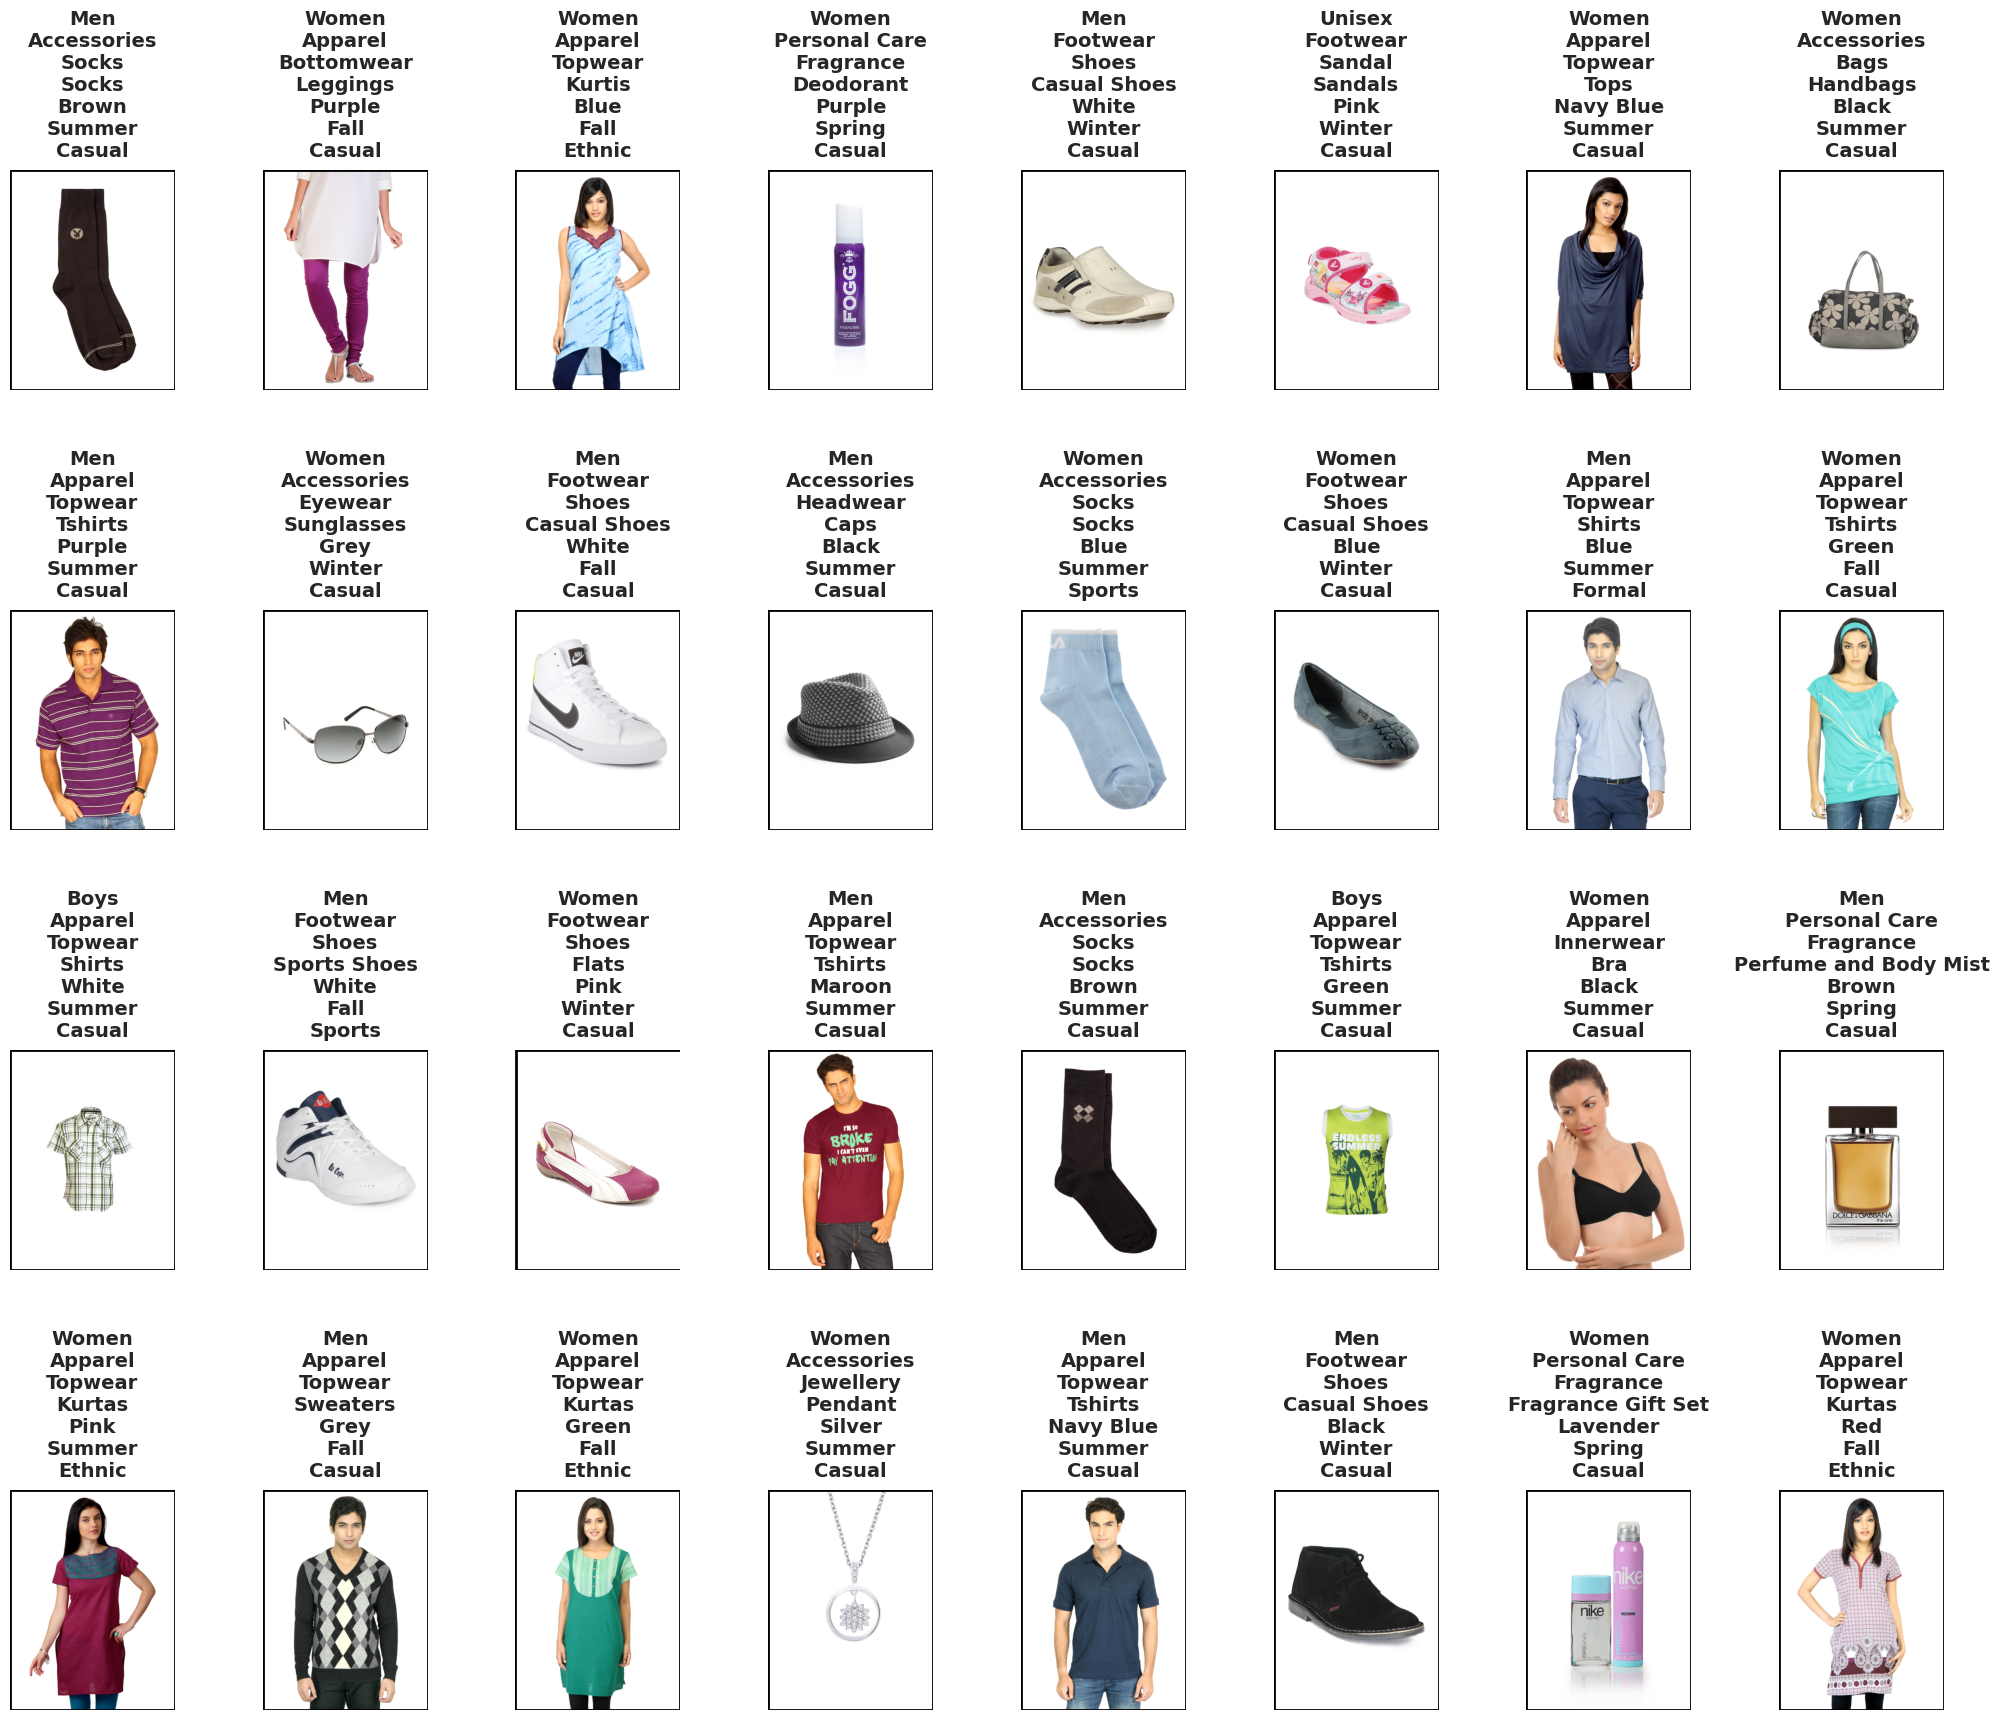 Men
Accessories
Socks
Socks
Brown
Summer
Casual
Women
Apparel
Bottomwear
Leggings
Purple
Fall
Casual
Women
Apparel
Topwear
Kurtis
Blue
Fall
Ethnic
Women
Personal Care
Fragrance
Deodorant
Purple
Spring
Casual
FOGG
Men
Footwear
Shoes
Casual Shoes
White
Winter
Casual
Unisex
Footwear
Sandal
Sandals
Pink
Winter
Casual
Women
Apparel
Topwear
Tops
Navy Blue
Summer
Casual
Women
Accessories
Bags
Handbags
Black
Summer
Casual
Men
Apparel
Topwear
Tshirts
Purple
Summer
Casual
Women
Accessories
Eyewear
Sunglasses
Grey
Winter
Casual
Men
Footwear
Shoes
Casual Shoes
White
Fall
Casual
Men
Accessories
Headwear
Caps
Black
Summer
Casual
Women
Accessories
Socks
Socks
Blue
Summer
Sports
Women
Footwear
Shoes
Casual Shoes
Blue
Winter
Casual
Men
Apparel
Topwear
Shirts
Blue
Summer
Formal
Women
Apparel
Topwear
Tshirts
Green
Fall
Casual
Boys
Apparel
Topwear
Shirts
White
Summer
Casual
Men
Footwear
Shoes
Sports Shoes
White
Fall
Sports
Lee Cooper
Women
Footwear
Shoes
Flats
Pink
Winter
Casual
Men
Apparel
Topwear
Tshirts
Maroon
Summer
Casual
I'M SO
BROKE
I CAN'T EVEN
PAY ATTENTION
Men
Accessories
Socks
Socks
Brown
Summer
Casual
Boys
Apparel
Topwear
Tshirts
Green
Summer
Casual
ENDLESS
SUMMER
Women
Apparel
Innerwear
Bra
Black
Summer
Casual
Men
Personal Care
Fragrance
Perfume and Body Mist
Brown
Spring
Casual
DOLCE & GABBANA
the one
Women
Apparel
Topwear
Kurtas
Pink
Summer
Ethnic
Men
Apparel
Topwear
Sweaters
Grey
Fall
Casual
Women
Apparel
Topwear
Kurtas
Green
Fall
Ethnic
Women
Accessories
Jewellery
Pendant
Silver
Summer
Casual
Men
Apparel
Topwear
Tshirts
Navy Blue
Summer
Casual
Men
Footwear
Shoes
Casual Shoes
Black
Winter
Casual
Women
Personal Care
Fragrance
Fragrance Gift Set
Lavender
Spring
Casual
nike
nike
Women
Apparel
Topwear
Kurtas
Red
Fall
Ethnic